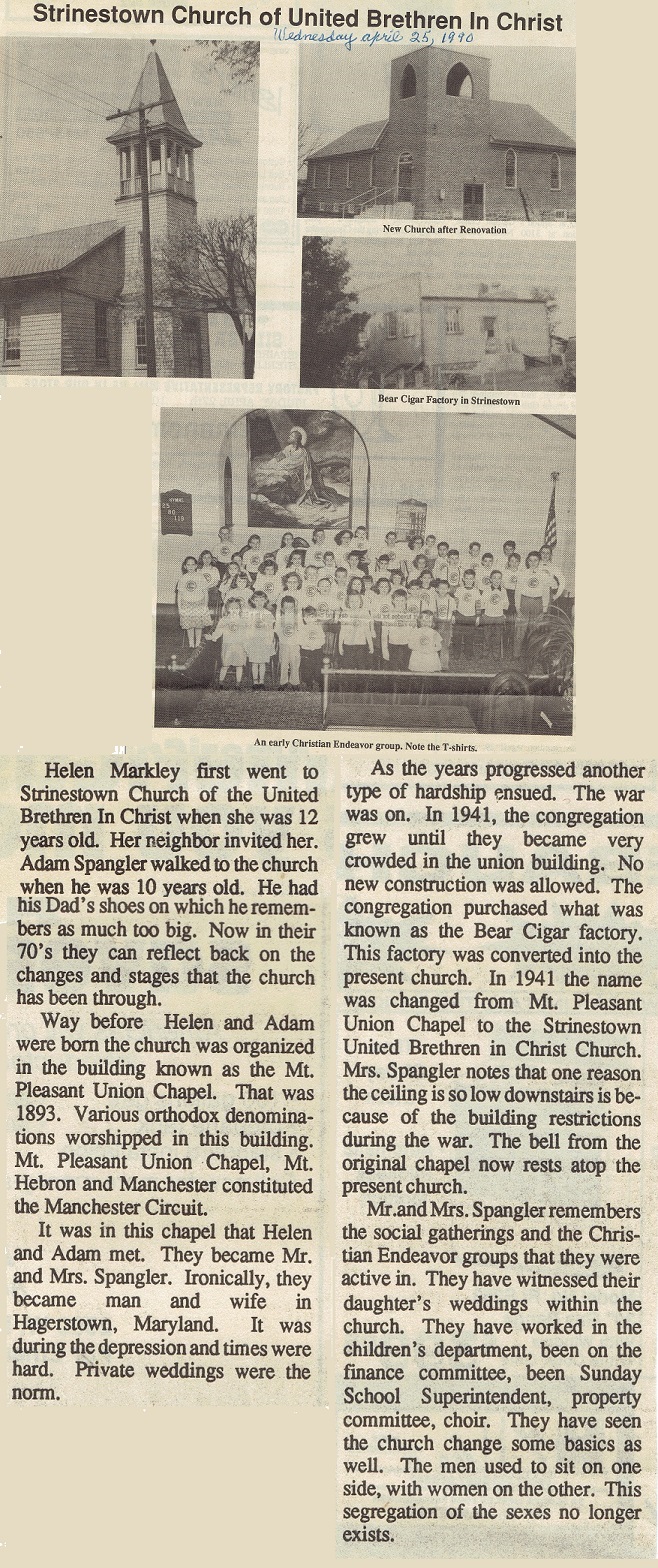 Strinestown Church of United Brethren In Christ
Wednesday april 25, 1990
New Church after Renovation
Bear Cigar Factory in Strinestown
HYMNS
25
80
119
An early Christian Endeavor group. Note the T-shirts.
Helen Markley first went to
Strinestown Church of the United
Brethren In Christ when she was 12
years old. Her neighbor invited her.
Adam Spangler walked to the church
when he was 10 years old. He had
his Dad's shoes on which he remem-
bers as much too big. Now in their
70's they can reflect back on the
changes and stages that the church
has been through.
Way before Helen and Adam
were born the church was organized
in the building known as the Mt.
Pleasant Union Chapel. That was
1893. Various orthodox denomina-
tions worshipped in this building.
Mt. Pleasant Union Chapel, Mt.
Hebron and Manchester constituted
the Manchester Circuit.
It was in this chapel that Helen
and Adam met. They became Mr.
and Mrs. Spangler. Ironically, they
became man and wife in
Hagerstown, Maryland. It was
during the depression and times were
hard. Private weddings were the
norm.
As the years progressed another
type of hardship ensued. The war
was on. In 1941, the congregation
grew until they became very
crowded in the union building. No
new construction was allowed. The
congregation purchased what was
known as the Bear Cigar factory.
This factory was converted into the
present church. In 1941 the name
was changed from Mt. Pleasant
Union Chapel to the Strinestown
United Brethren in Christ Church.
Mrs. Spangler notes that one reason
the ceiling is so low downstairs is be-
cause of the building restrictions
during the war. The bell from the
original chapel now rests atop the
present church.
Mr.and Mrs. Spangler remembers
the social gatherings and the Chris-
tian Endeavor groups that they were
active in. They have witnessed their
daughter's weddings within the
church. They have worked in the
children's department, been on the
finance committee, been Sunday
School Superintendent, property
committee, choir. They have seen
the church change some basics as
well. The men used to sit on one
side, with women on the other. This
segregation of the sexes no longer
exists.